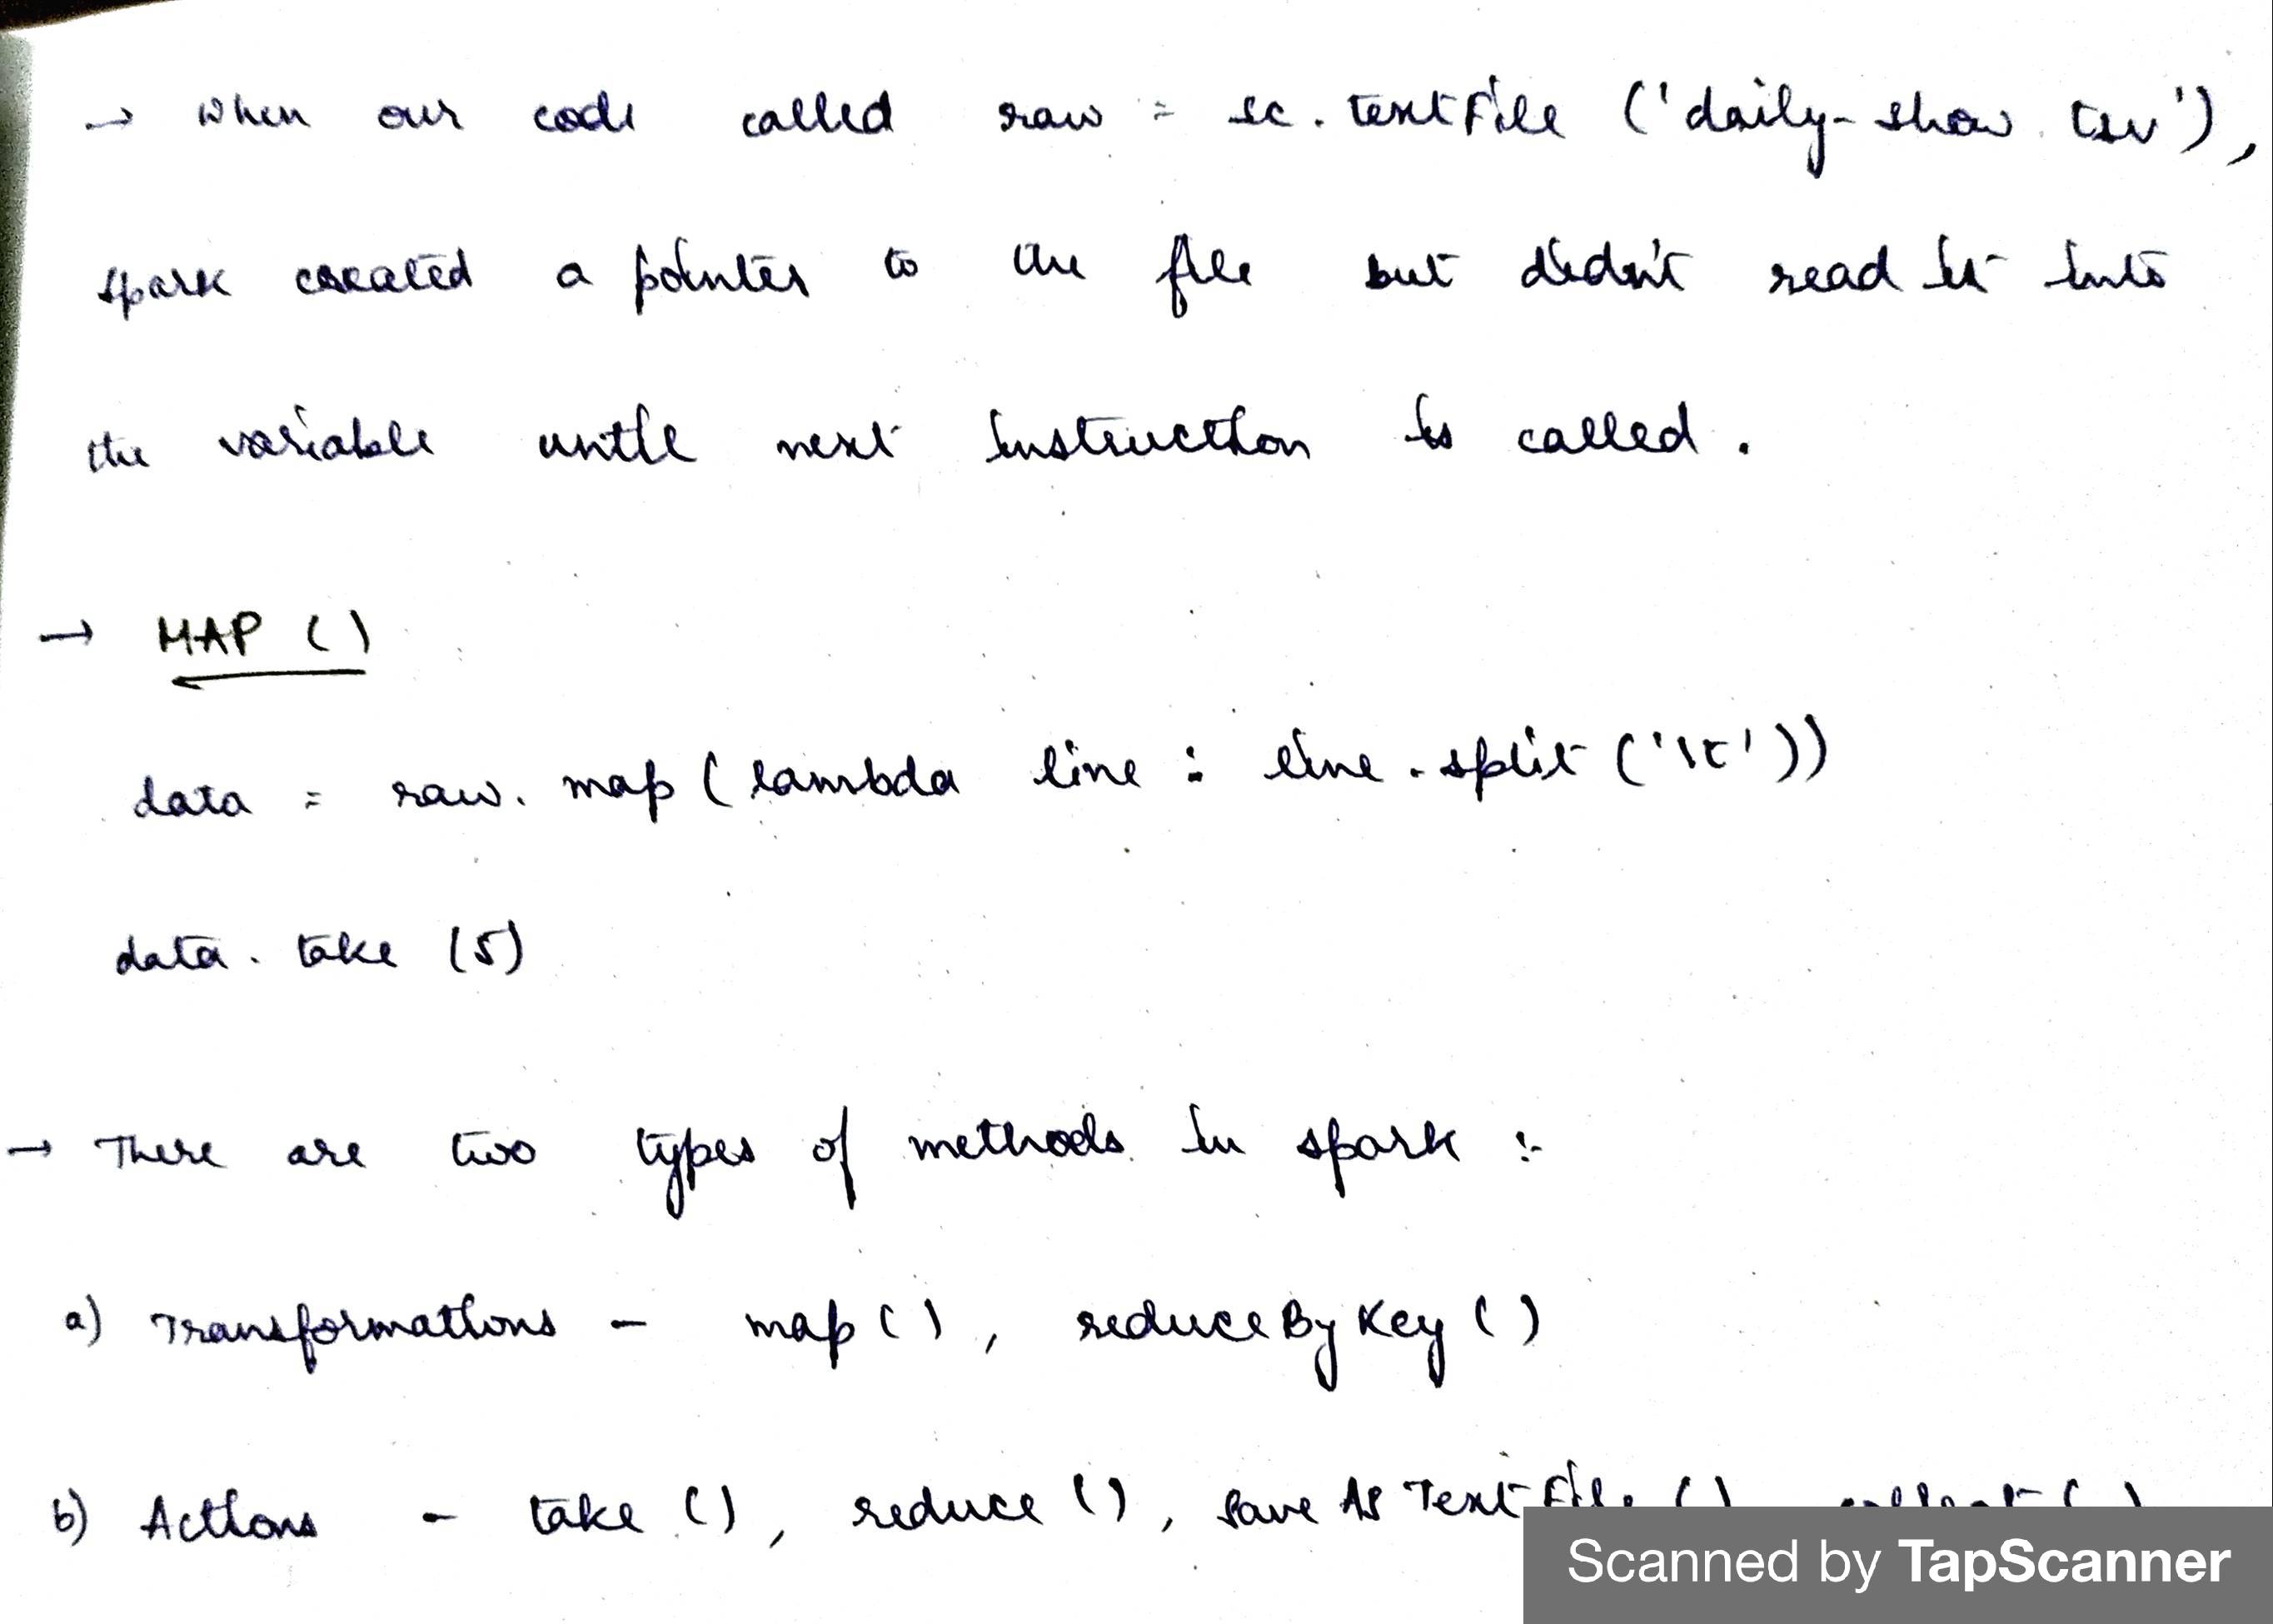 → When our code called raw = sc.textFile ('daily-show.tsv'),
spark created a pointer to the file but didn't read it into
the variable until next instruction is called.
→ MAP ()
data = raw.map (lambda line : line.split ('\t'))
data.take (5)
→ There are two types of methods in spark :-
a) Transformations - map (), reduceByKey ()
b) Actions - take (), reduce (), saveAsTextFile (), collect ()
Scanned by TapScanner